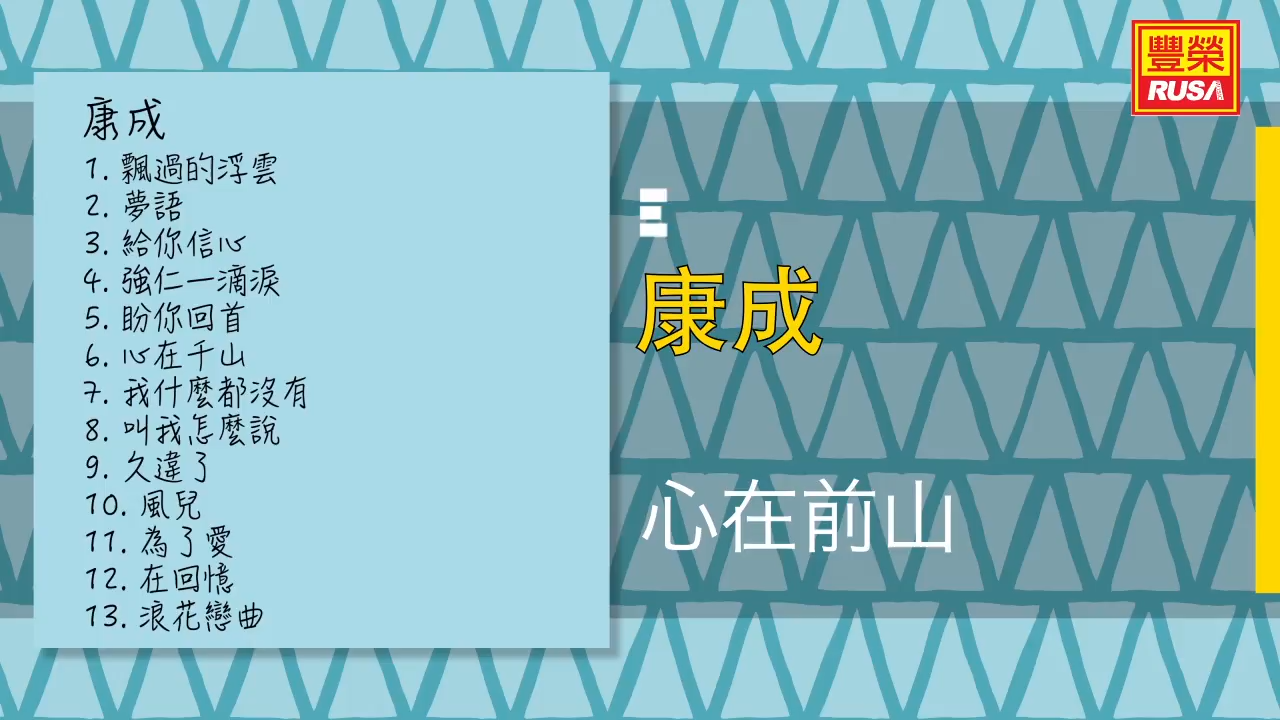 康成
1. 飄過的浮雲
2. 夢語
3. 給你信心
4. 強仁一滴淚
5. 盼你回首
6. 心在千山
7. 我什麼都沒有
8. 叫我怎麼說
9. 久違了
10. 風兒
11. 為了愛
12. 在回憶
13. 浪花戀曲
豐榮
RUSA
康成
心在前山